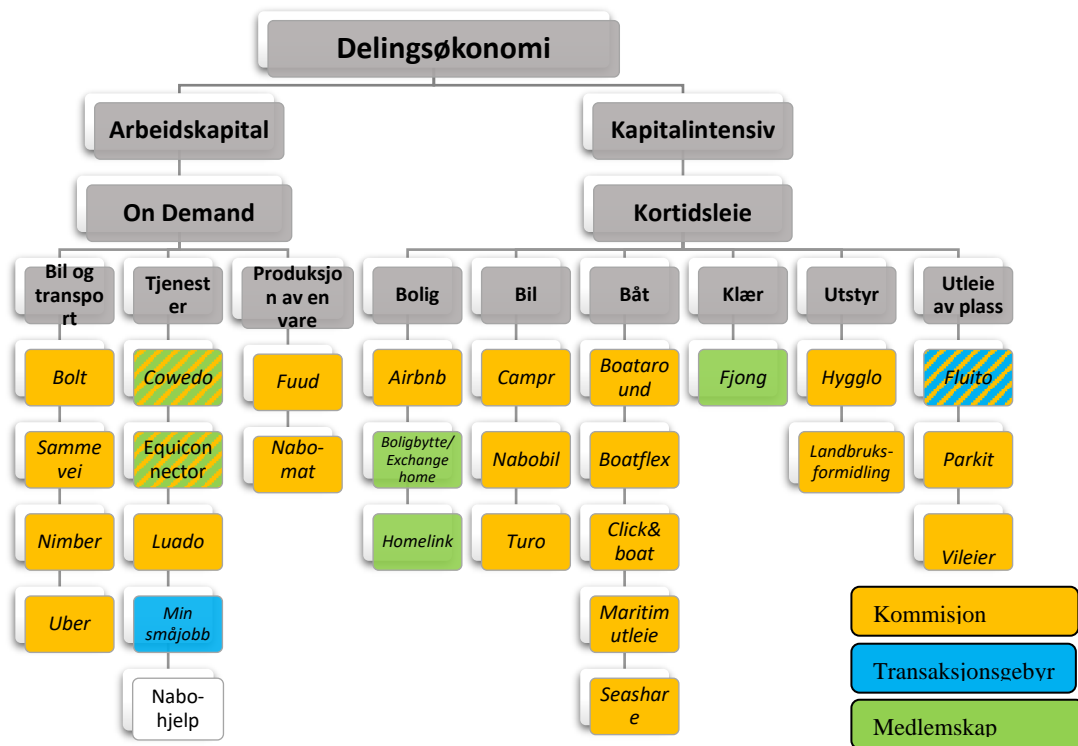 Delingsøkonomi
Arbeidskapital
Kapitalintensiv
On Demand
Kortidsleie
Bil og
transpo
rt
Tjenest
er
Produksjo
n av en
vare
Bolig
Bil
Båt
Klær
Utstyr
Utleie
av plass
Bolt
Cowedo
Fuud
Airbnb
Campr
Boataro
und
Fjong
Hygglo
Fluito
Samme
vei
Equicon
nector
Nabo-
mat
Boligbytte/
Exchange
home
Nabobil
Boatflex
Landbruks-
formidling
Parkit
Nimber
Luado
Homelink
Turo
Click&
boat
Vileier
Uber
Min
småjobb
Maritim
utleie
Nabo-
hjelp
Seashar
e
Kommisjon
Transaksjonsgebyr
Medlemskap